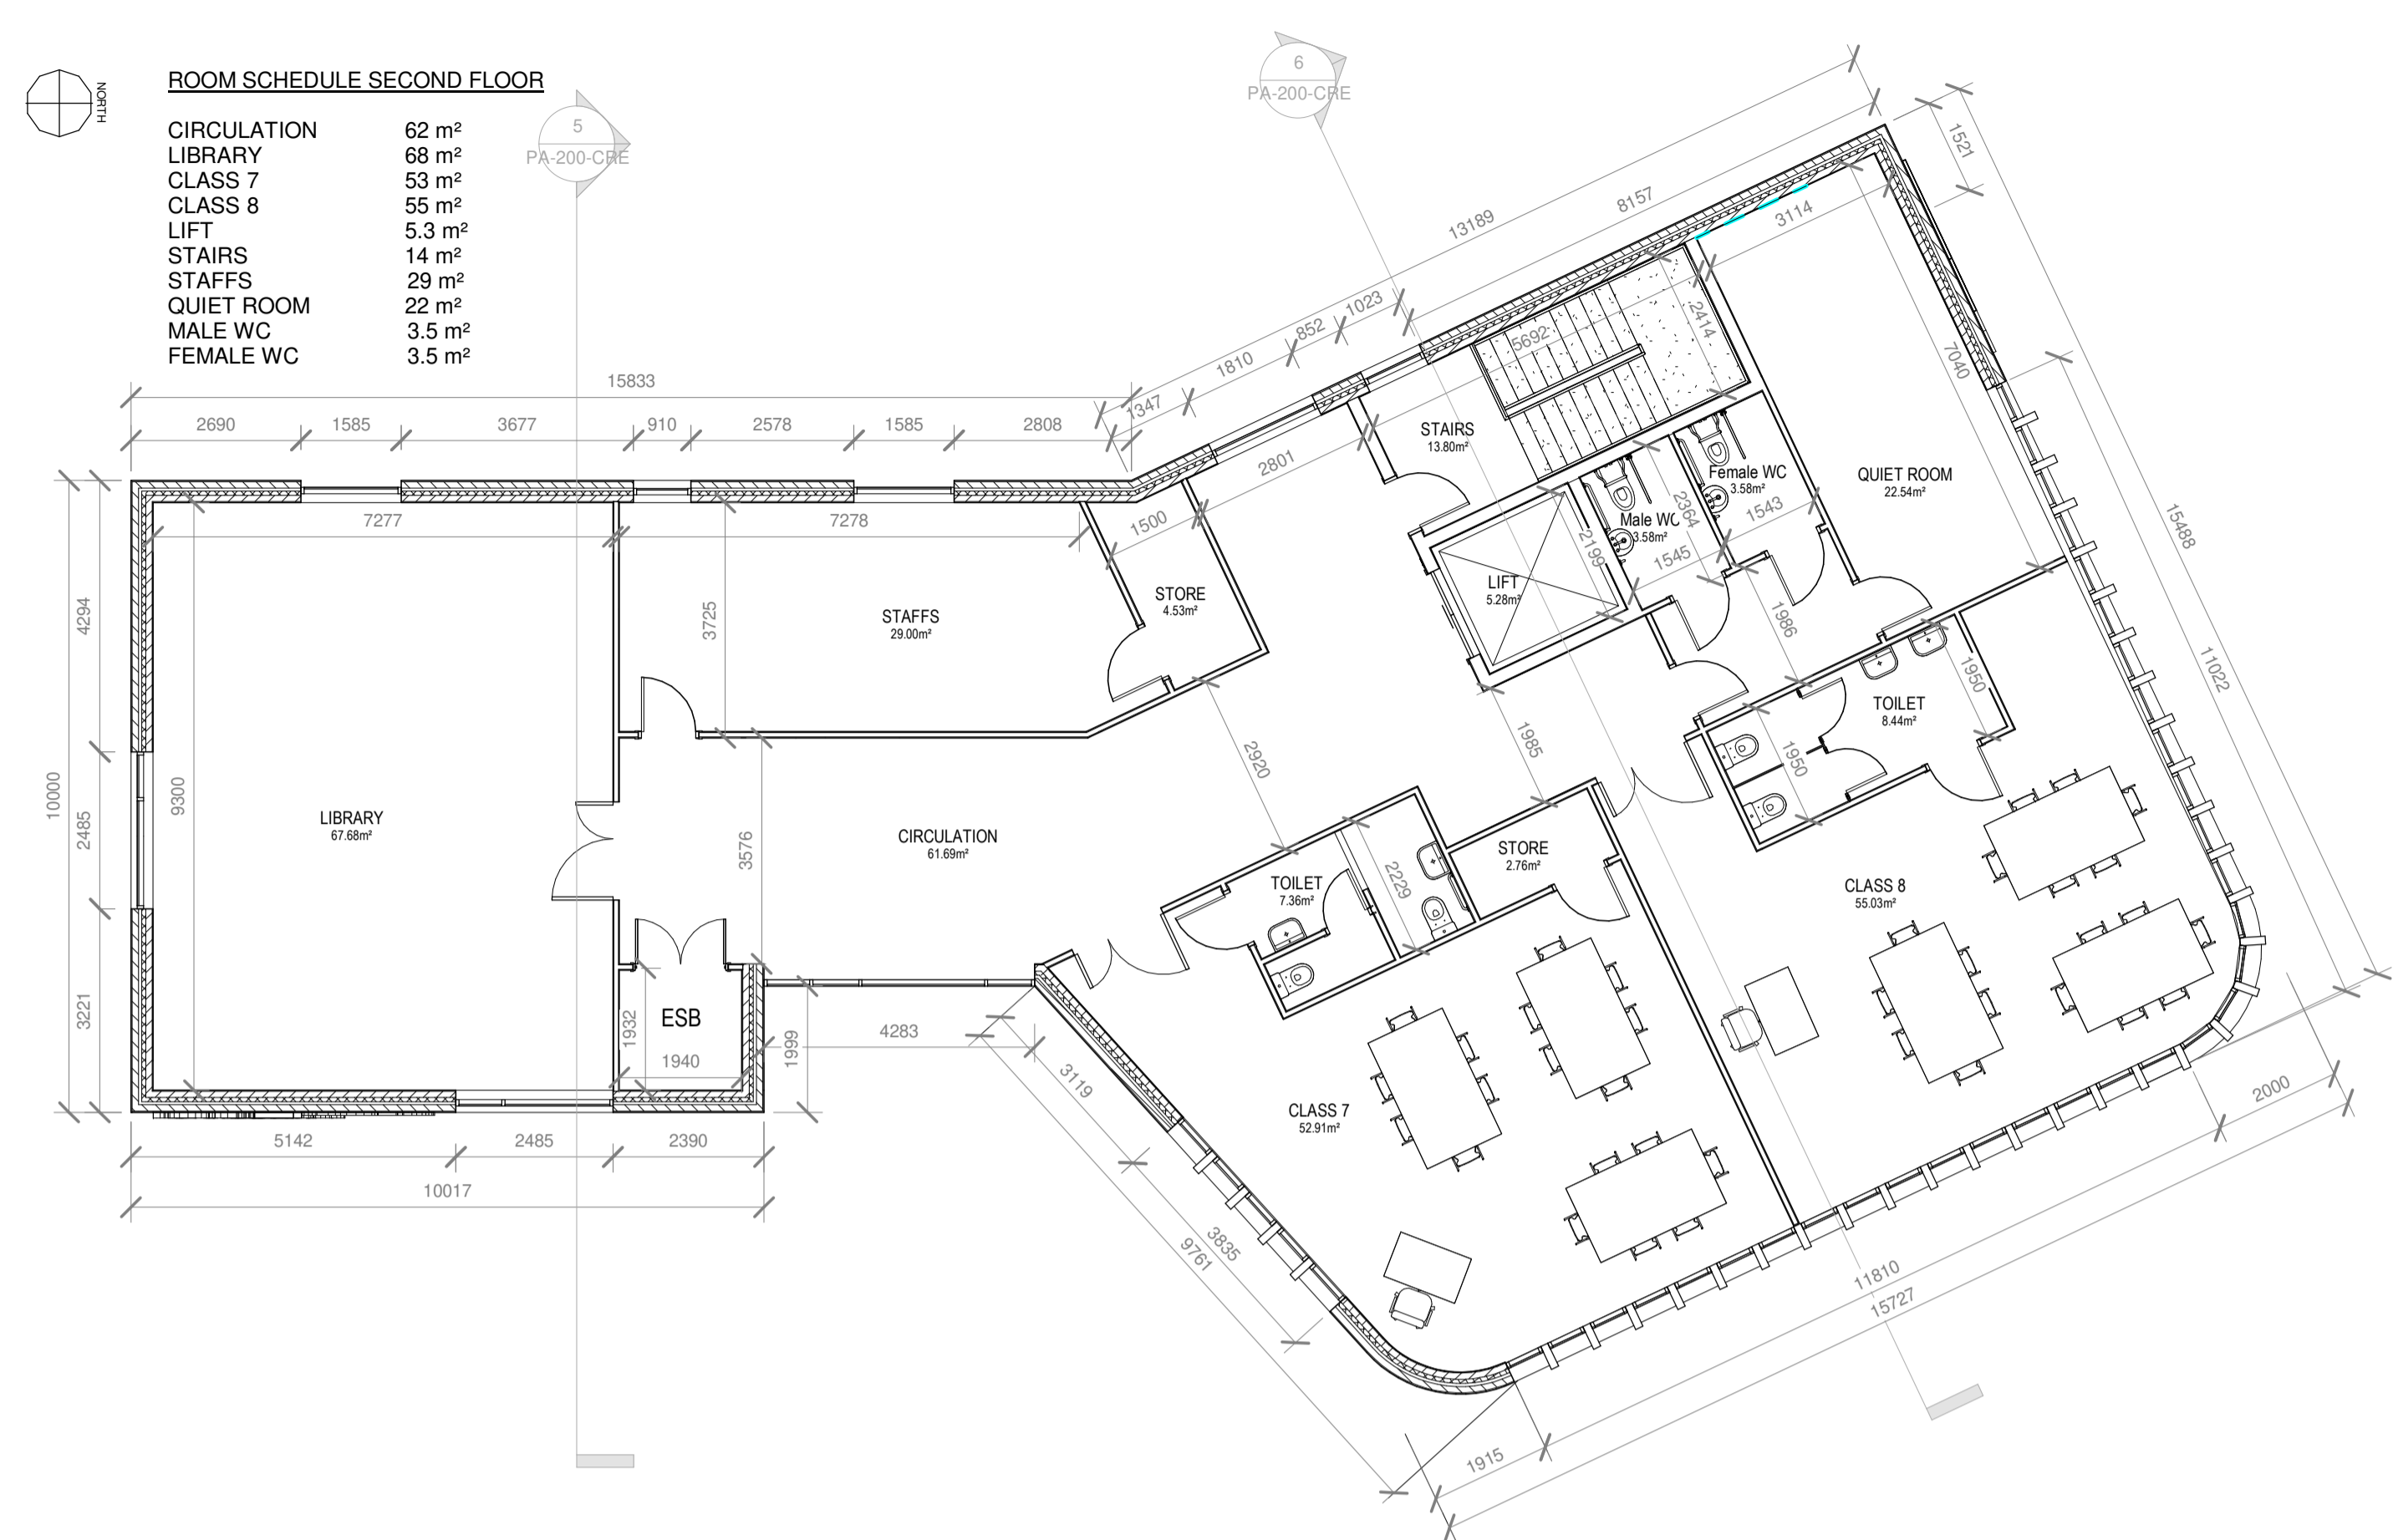 NORTH
ROOM SCHEDULE SECOND FLOOR
CIRCULATION 62 m²
LIBRARY 68 m²
CLASS 7 53 m²
CLASS 8 55 m²
LIFT 5.3 m²
STAIRS 14 m²
STAFFS 29 m²
QUIET ROOM 22 m²
MALE WC 3.5 m²
FEMALE WC 3.5 m²
5
PA-200-CRE
6
PA-200-CRE
15833
2690
1585
3677
910
2578
1585
2808
1347
1810
852
1023
13189
8157
3114
1521
5692
2414
7040
15488
11022
7277
7278
1500
2801
STAIRS
13.80m²
Female WC
3.58m²
Male WC
3.58m²
2364
1543
1545
2199
QUIET ROOM
22.54m²
LIFT
5.28m²
STORE
4.53m²
STAFFS
29.00m²
3725
4294
10000
2485
9300
3221
1986
1950
TOILET
8.44m²
1950
1985
2920
LIBRARY
67.68m²
CIRCULATION
61.69m²
3576
TOILET
7.36m²
2229
STORE
2.76m²
CLASS 8
55.03m²
ESB
1932
1940
1999
4283
3119
CLASS 7
52.91m²
5142
2485
2390
10017
3835
9761
2000
11810
15727
1915